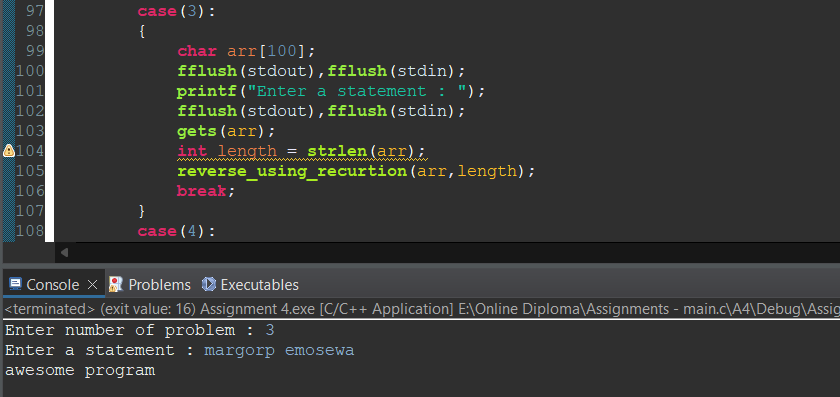 97 case(3):
98 {
99 char arr[100];
100 fflush(stdout),fflush(stdin);
101 printf("Enter a statement : ");
102 fflush(stdout),fflush(stdin);
103 gets(arr);
104 int length = strlen(arr);
105 reverse_using_recurtion(arr,length);
106 break;
107 }
108 case(4):
Console Problems Executables
<terminated> (exit value: 16) Assignment 4.exe [C/C++ Application] E:\Online Diploma\Assignments - main.c\A4\Debug\Assig
Enter number of problem : 3
Enter a statement : margorp emosewa
awesome program